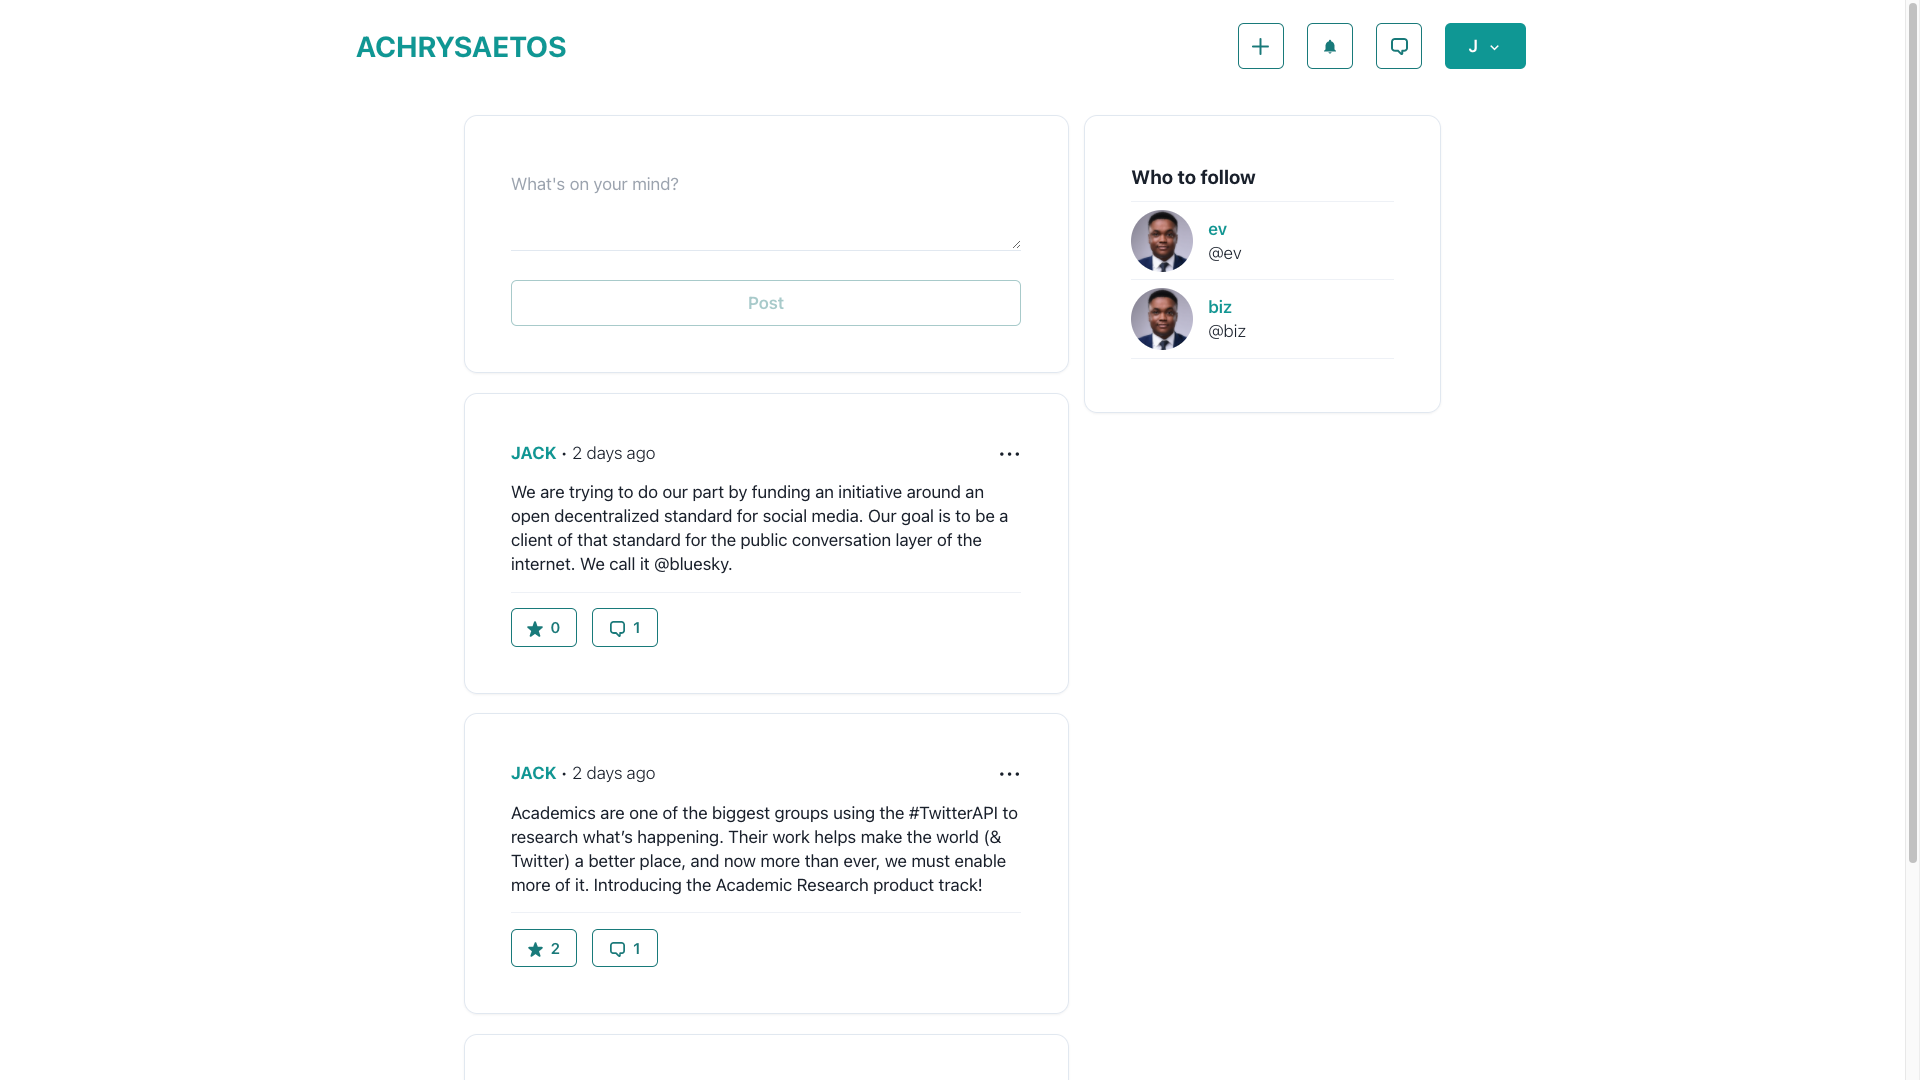 ACHRYSAETOS
J
What's on your mind?
Post
Who to follow
ev
@ev
biz
@biz
JACK • 2 days ago
We are trying to do our part by funding an initiative around an
open decentralized standard for social media. Our goal is to be a
client of that standard for the public conversation layer of the
internet. We call it @bluesky.
0
1
JACK • 2 days ago
Academics are one of the biggest groups using the #TwitterAPI to
research what’s happening. Their work helps make the world (&
Twitter) a better place, and now more than ever, we must enable
more of it. Introducing the Academic Research product track!
2
1